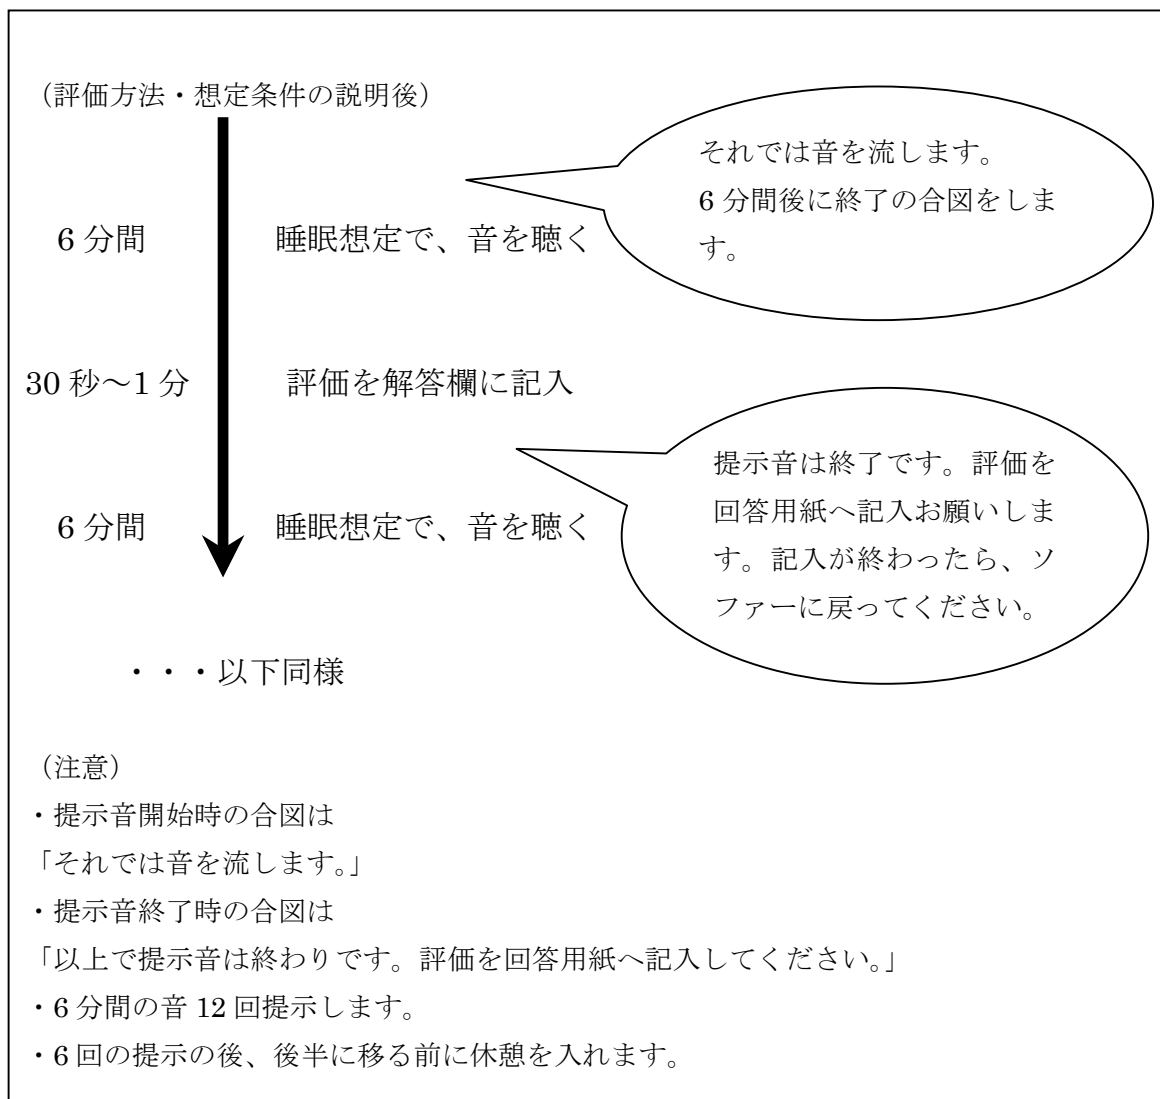 （評価方法・想定条件の説明後）
それでは音を流します。
6 分間後に終了の合図をしま
す。
6 分間
睡眠想定で、音を聴く
30 秒～1 分
評価を解答欄に記入
提示音は終了です。評価を
回答用紙へ記入お願いしま
す。記入が終わったら、ソ
ファーに戻ってください。
6 分間
睡眠想定で、音を聴く
・・・以下同様
（注意）
・提示音開始時の合図は
「それでは音を流します。」
・提示音終了時の合図は
「以上で提示音は終わりです。評価を回答用紙へ記入してください。」
・6 分間の音 12 回提示します。
・6 回の提示の後、後半に移る前に休憩を入れます。